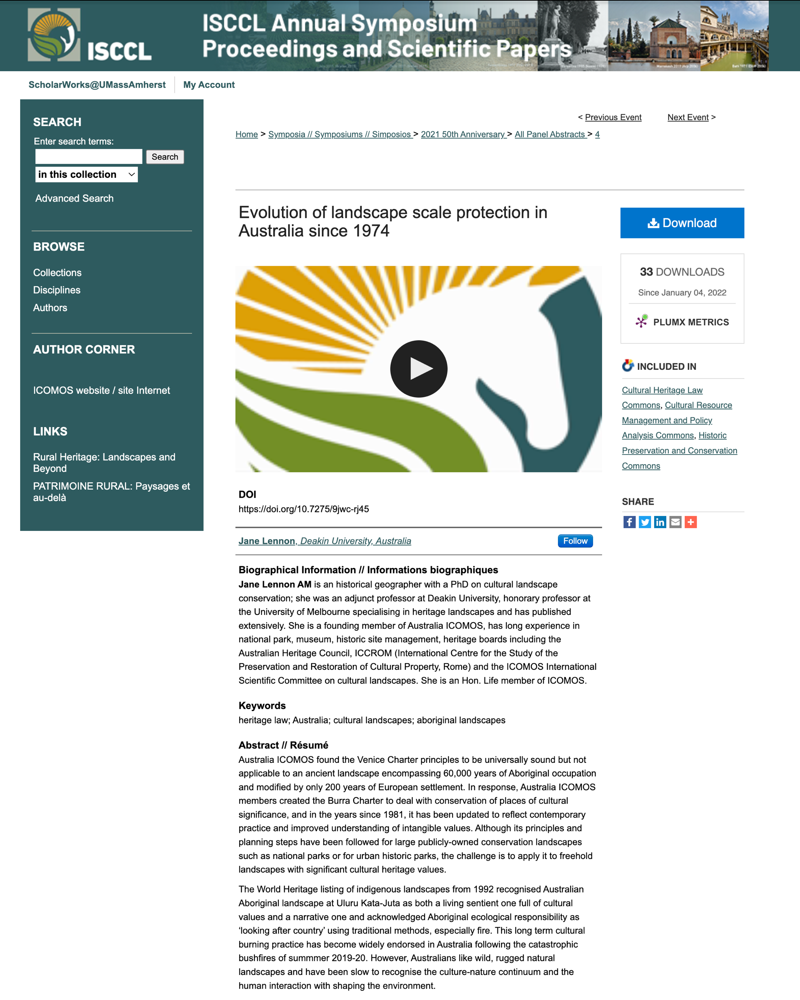 ISCCL
ISCCL Annual Symposium
Proceedings and Scientific Papers
ScholarWorks@UMassAmherst
My Account
SEARCH
Enter search terms:
Search
in this collection
Advanced Search
BROWSE
Collections
Disciplines
Authors
AUTHOR CORNER
ICOMOS website / site Internet
LINKS
Rural Heritage: Landscapes and
Beyond
PATRIMOINE RURAL: Paysages et
au-delà
< Previous Event
Next Event >
Home > Symposia // Symposiums // Simposios > 2021 50th Anniversary > All Panel Abstracts > 4
Evolution of landscape scale protection in
Australia since 1974
DOI
https://doi.org/10.7275/9jwc-rj45
Jane Lennon, Deakin University, Australia
Follow
Biographical Information // Informations biographiques
Jane Lennon AM is an historical geographer with a PhD on cultural landscape
conservation; she was an adjunct professor at Deakin University, honorary professor at
the University of Melbourne specialising in heritage landscapes and has published
extensively. She is a founding member of Australia ICOMOS, has long experience in
national park, museum, historic site management, heritage boards including the
Australian Heritage Council, ICCROM (International Centre for the Study of the
Preservation and Restoration of Cultural Property, Rome) and the ICOMOS International
Scientific Committee on cultural landscapes. She is an Hon. Life member of ICOMOS.
Keywords
heritage law; Australia; cultural landscapes; aboriginal landscapes
Abstract // Résumé
Australia ICOMOS found the Venice Charter principles to be universally sound but not
applicable to an ancient landscape encompassing 60,000 years of Aboriginal occupation
and modified by only 200 years of European settlement. In response, Australia ICOMOS
members created the Burra Charter to deal with conservation of places of cultural
significance, and in the years since 1981, it has been updated to reflect contemporary
practice and improved understanding of intangible values. Although its principles and
planning steps have been followed for large publicly-owned conservation landscapes
such as national parks or for urban historic parks, the challenge is to apply it to freehold
landscapes with significant cultural heritage values.
The World Heritage listing of indigenous landscapes from 1992 recognised Australian
Aboriginal landscape at Uluru Kata-Juta as both a living sentient one full of cultural
values and a narrative one and acknowledged Aboriginal ecological responsibility as
‘looking after country’ using traditional methods, especially fire. This long term cultural
burning practice has become widely endorsed in Australia following the catastrophic
bushfires of summmer 2019-20. However, Australians like wild, rugged natural
landscapes and have been slow to recognise the culture-nature continuum and the
human interaction with shaping the environment.
Download
33 DOWNLOADS
Since January 04, 2022
PLUMX METRICS
INCLUDED IN
Cultural Heritage Law
Commons, Cultural Resource
Management and Policy
Analysis Commons, Historic
Preservation and Conservation
Commons
SHARE